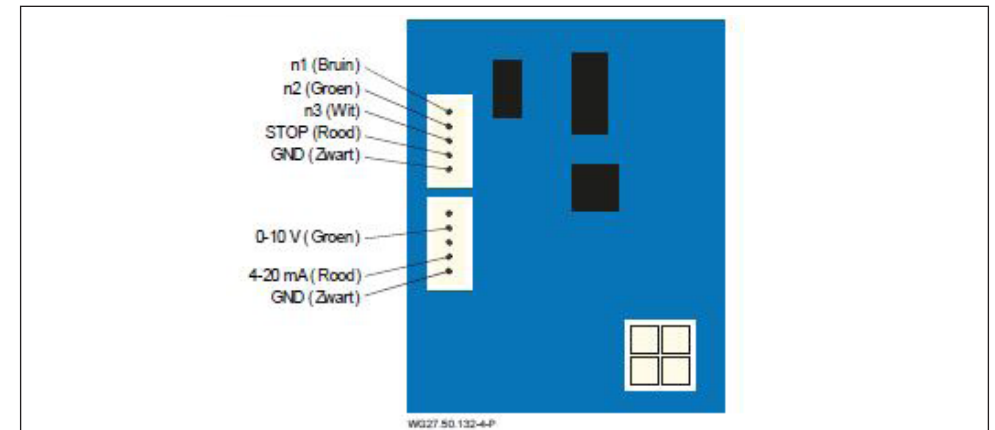 n1 (Bruin)
n2 (Groen)
n3 (Wit)
STOP (Rood)
GND (Zwart)
0-10 V (Groen)
4-20 mA (Rood)
GND (Zwart)
WG27.50.132-4-P